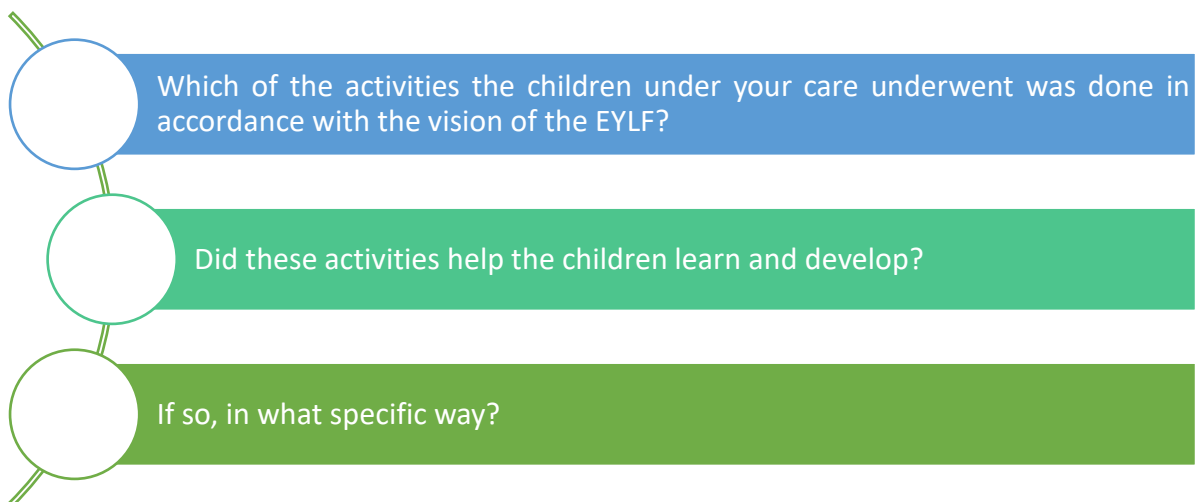 Which of the activities the children under your care underwent was done in
accordance with the vision of the EYLF?
Did these activities help the children learn and develop?
If so, in what specific way?